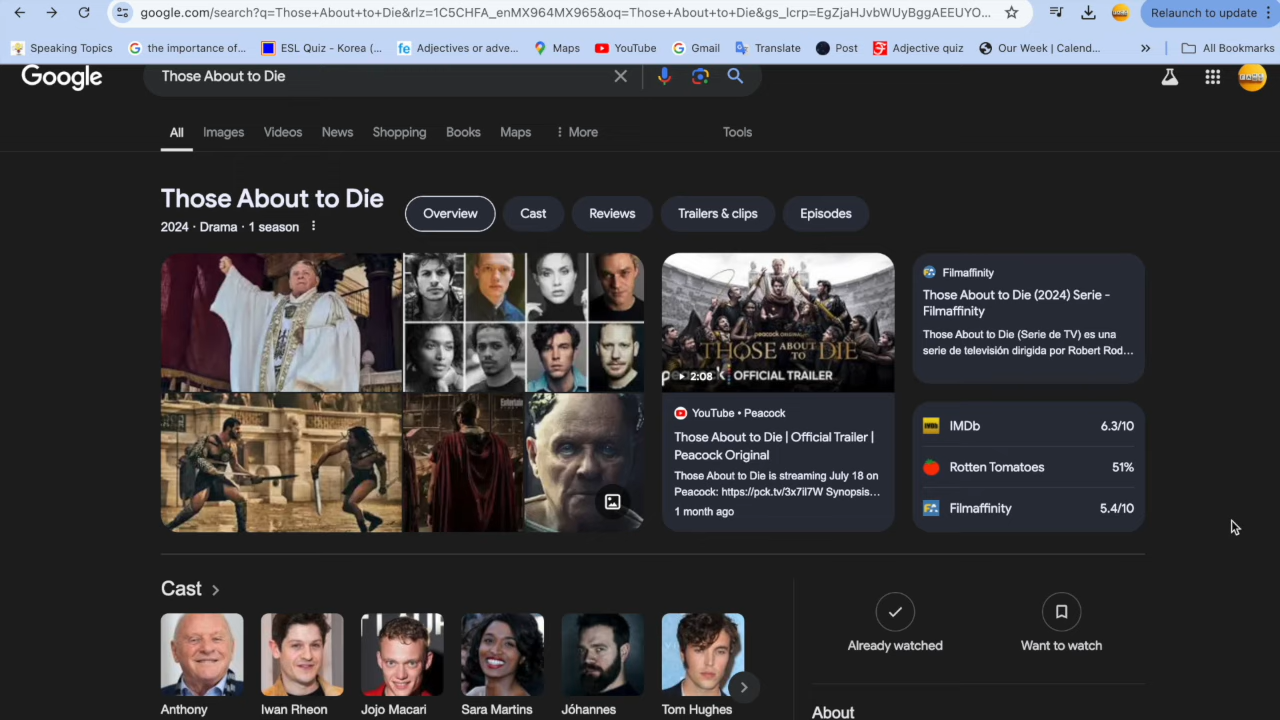 google.com/search?q=Those+About+to+Die&rlz=1C5CHFA_enMX964MX965&oq=Those+About+to+Die&gs_lcrp=EgZjaHJvbWUyBggAEEUYO...
Relaunch to update
Speaking Topics
the importance of...
ESL Quiz - Korea (...
Adjectives or adve...
Maps
YouTube
Gmail
Translate
Post
Adjective quiz
Our Week | Calend...
All Bookmarks
Google
Those About to Die
All
Images
Videos
News
Shopping
Books
Maps
More
Tools
Those About to Die
2024 · Drama · 1 season
Overview
Cast
Reviews
Trailers & clips
Episodes
peacock ORIGINAL
THOSE ABOUT TO DIE
2:08
OFFICIAL TRAILER
YouTube • Peacock
Those About to Die | Official Trailer |
Peacock Original
Those About to Die is streaming July 18 on
Peacock: https://pck.tv/3x7Il7W Synopsis...
1 month ago
Filmaffinity
Those About to Die (2024) Serie -
Filmaffinity
Those About to Die (Serie de TV) es una
serie de televisión dirigida por Robert Rod...
IMDb
6.3/10
Rotten Tomatoes
51%
Filmaffinity
5.4/10
Cast
Anthony
Iwan Rheon
Jojo Macari
Sara Martins
Jóhannes
Tom Hughes
Already watched
Want to watch
About